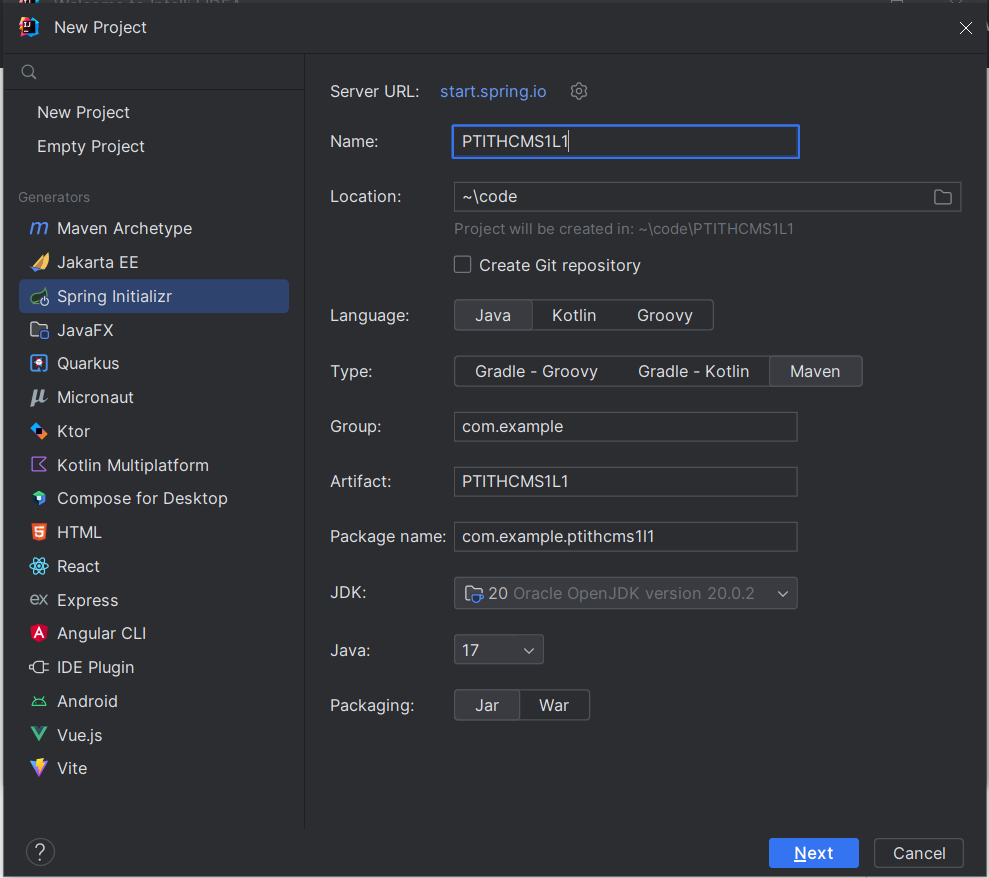 New Project
Server URL: start.spring.io
New Project
Empty Project
Name: PTITHCMS1L1
Location: ~\code
Project will be created in: ~\code\PTITHCMS1L1
Generators
Maven Archetype
Jakarta EE
Spring Initializr
JavaFX
Quarkus
Micronaut
Ktor
Kotlin Multiplatform
Compose for Desktop
HTML
React
Express
Angular CLI
IDE Plugin
Android
Vue.js
Vite
Create Git repository
Language: Java Kotlin Groovy
Type: Gradle - Groovy Gradle - Kotlin Maven
Group: com.example
Artifact: PTITHCMS1L1
Package name: com.example.ptithcms1l1
JDK: 20 Oracle OpenJDK version 20.0.2
Java: 17
Packaging: Jar War
? Next Cancel